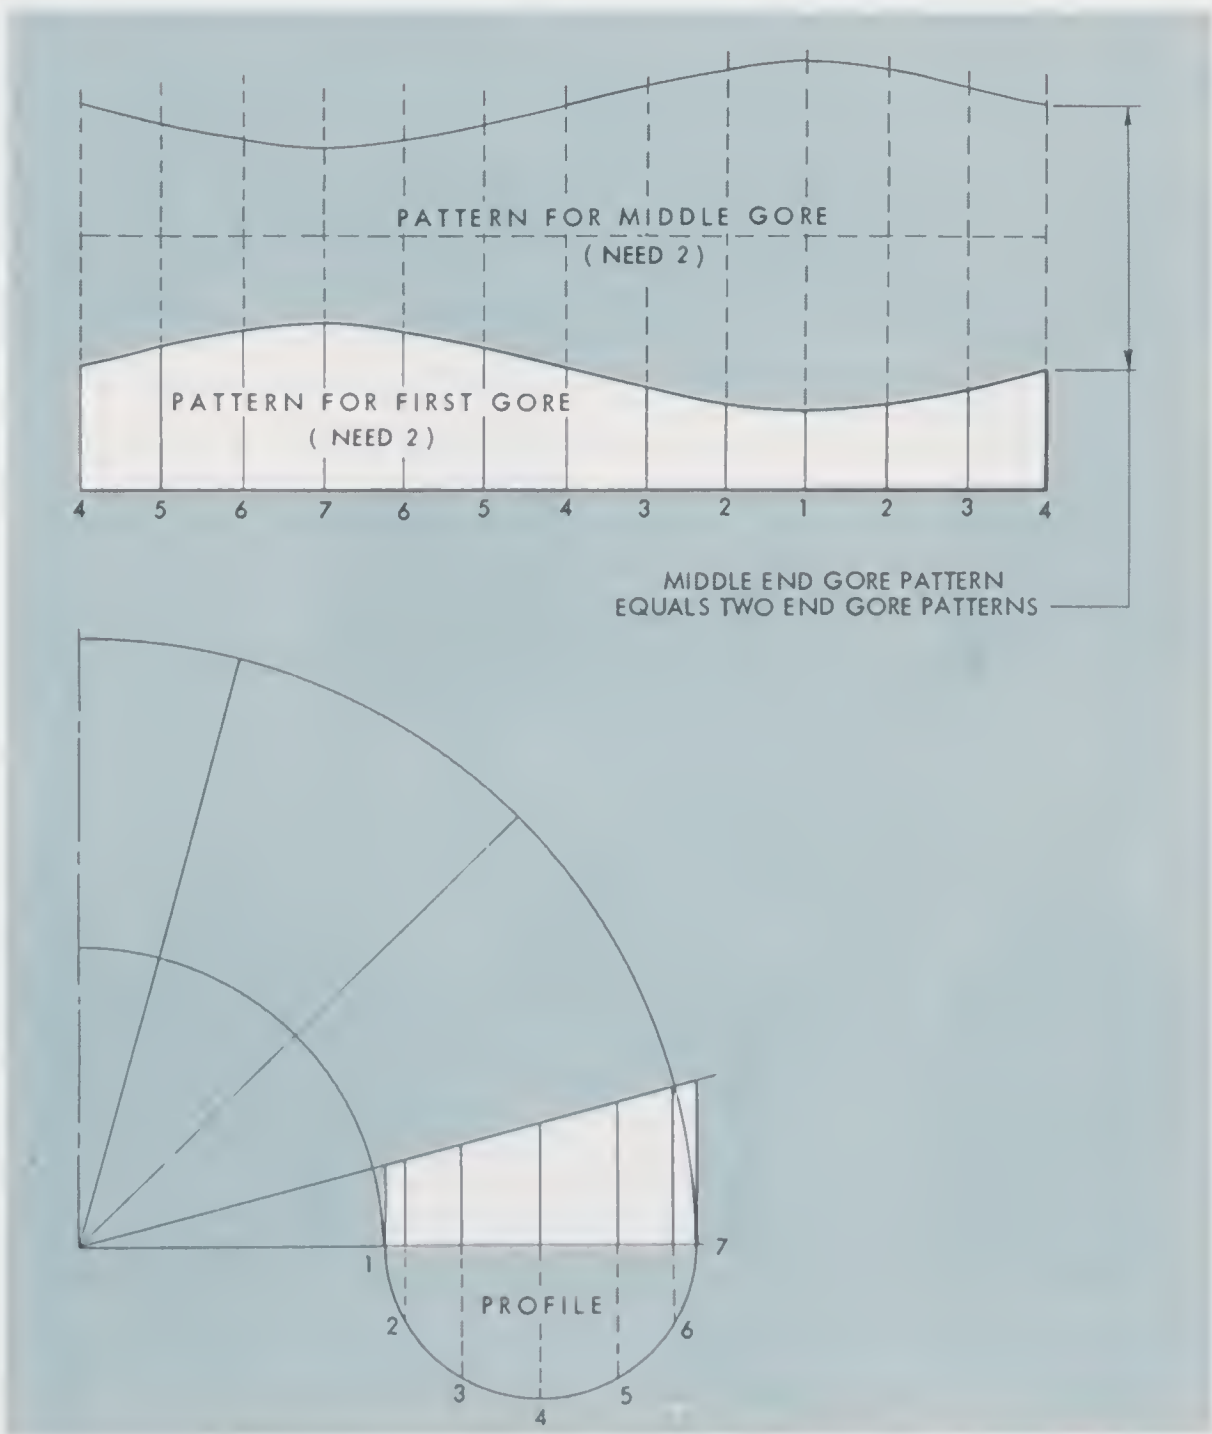 PATTERN FOR MIDDLE GORE
( NEED 2 )
PATTERN FOR FIRST GORE
( NEED 2 )
4 5 6 7 6 5 4 3 2 1 2 3 4
MIDDLE END GORE PATTERN
EQUALS TWO END GORE PATTERNS
1
7
PROFILE
2
6
3
5
4